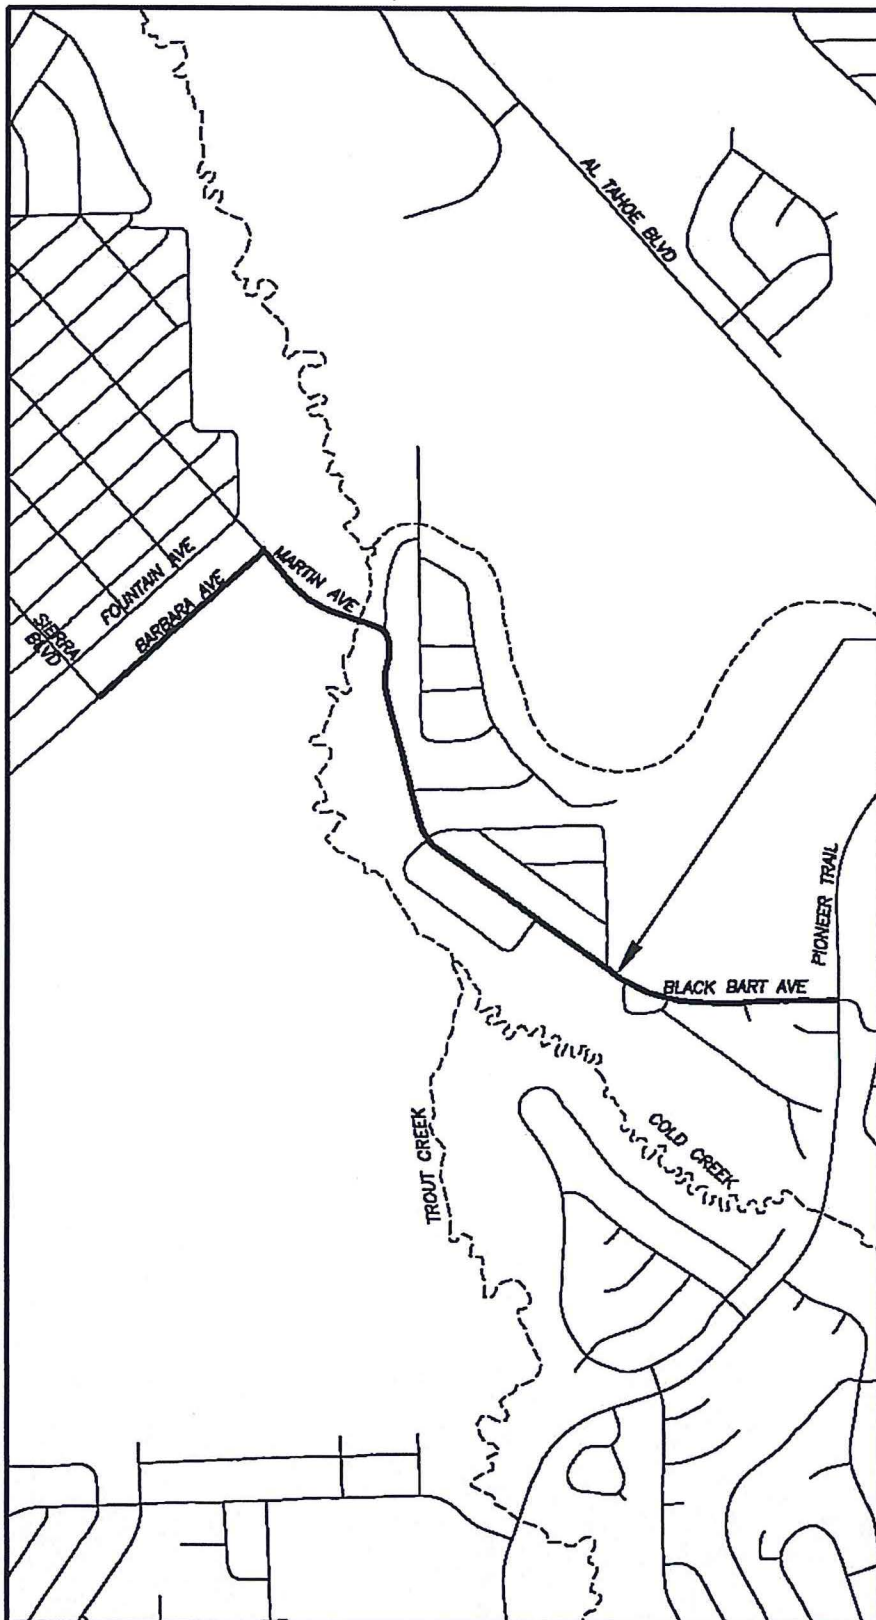 AL TAHOE BLVD
MARTIN AVE
FOUNTAIN AVE
BARBARA AVE
SIERRA
BLVD
PIONEER TRAIL
BLACK BART AVE
COLD CREEK
TROUT CREEK